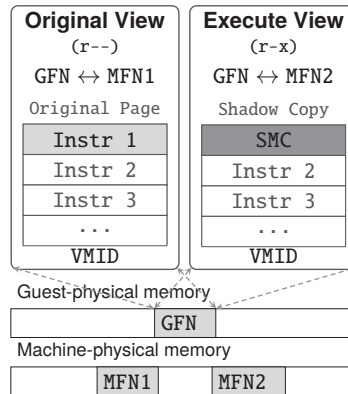 Original View
(r--)
GFN ↔ MFN1
Original Page
Instr 1
Instr 2
Instr 3
...
VMID
Execute View
(r-x)
GFN ↔ MFN2
Shadow Copy
SMC
Instr 2
Instr 3
...
VMID
Guest-physical memory
GFN
Machine-physical memory
MFN1 MFN2